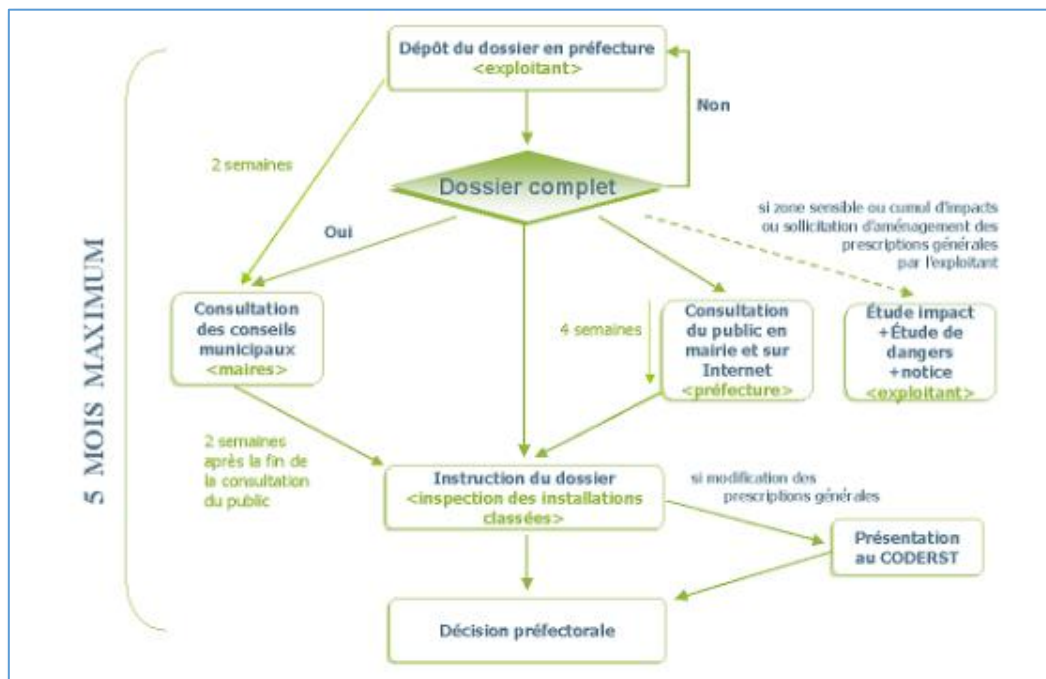 5 MOIS MAXIMUM
Dépôt du dossier en préfecture
<exploitant>
Non
2 semaines
Dossier complet
Oui
si zone sensible ou cumul d'impacts
ou sollicitation d'aménagement des
prescriptions générales
par l'exploitant
Consultation
des conseils
municipaux
<maires>
4 semaines
Consultation
du public en
mairie et sur
Internet
<préfecture>
Étude impact
+Étude de
dangers
+notice
<exploitant>
2 semaines
après la fin de
la consultation
du public
Instruction du dossier
<inspection des installations
classées>
si modification des
prescriptions générales
Présentation
au CODERST
Décision préfectorale